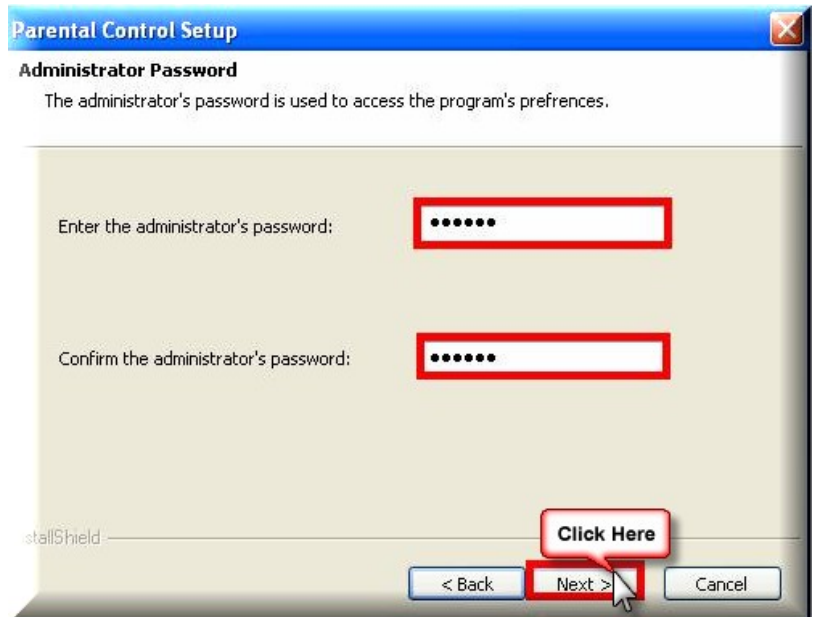 Parental Control Setup
Administrator Password
The administrator's password is used to access the program's prefrences.
Enter the administrator's password:
••••••
Confirm the administrator's password:
••••••
stallShield
Click Here
< Back
Next >
Cancel